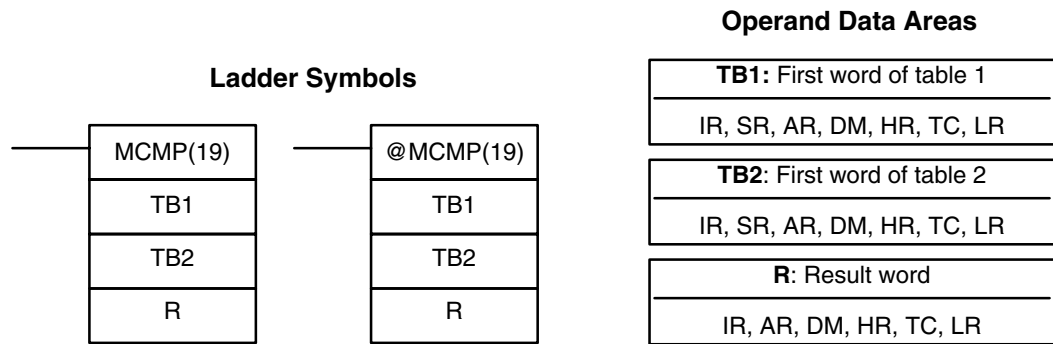 Ladder Symbols
MCMP(19)
TB1
TB2
R
@MCMP(19)
TB1
TB2
R
Operand Data Areas
TB1: First word of table 1
IR, SR, AR, DM, HR, TC, LR
TB2: First word of table 2
IR, SR, AR, DM, HR, TC, LR
R: Result word
IR, AR, DM, HR, TC, LR